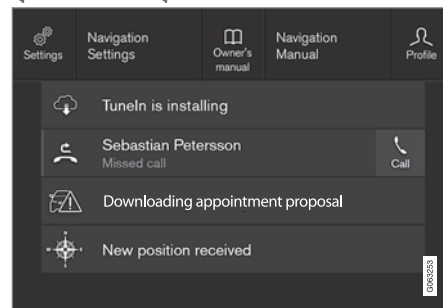 Settings
Navigation
Settings
Owner's
manual
Navigation
Manual
Profile
TuneIn is installing
Sebastian Petersson
Missed call
Call
Downloading appointment proposal
New position received
G063253